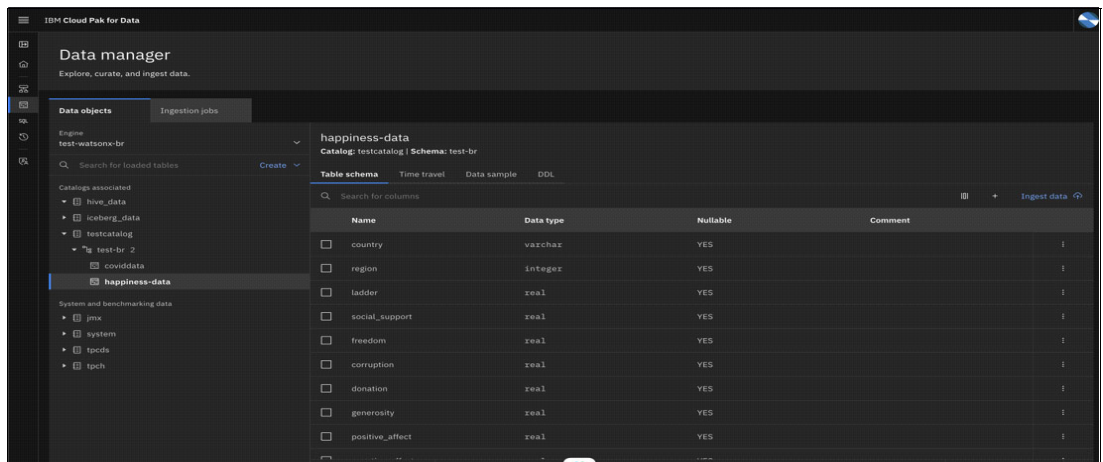 IBM Cloud Pak for Data
Data manager
Explore, curate, and ingest data.
Data objects
Ingestion jobs
Engine
test-watsonx-br
Search for loaded tables
Create
Catalogs associated
hive_data
iceberg_data
testcatalog
test-br 2
coviddata
happiness-data
System and benchmarking data
jmx
system
tpcds
tpch
happiness-data
Catalog: testcatalog | Schema: test-br
Table schema Time travel Data sample DDL
Search for columns
Ingest data
Name Data type Nullable Comment
country varchar YES
region integer YES
ladder real YES
social_support real YES
freedom real YES
corruption real YES
donation real YES
generosity real YES
positive_affect real YES
SQL